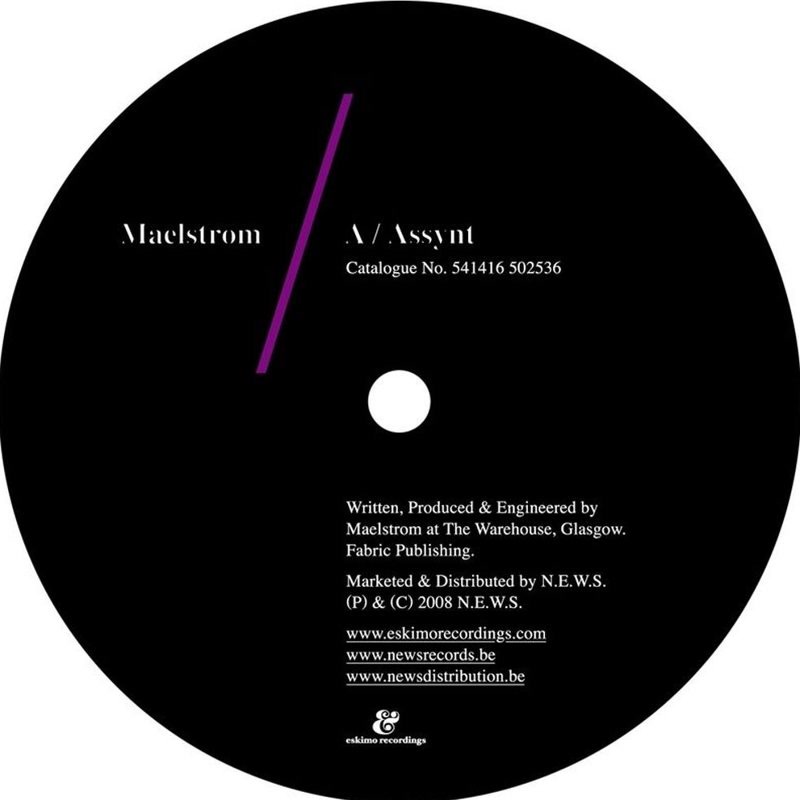 Maelstrom
A / Assynt
Catalogue No. 541416 502536
Written, Produced & Engineered by
Maelstrom at The Warehouse, Glasgow.
Fabric Publishing.
Marketed & Distributed by N.E.W.S.
(P) & (C) 2008 N.E.W.S.
www.eskimorecordings.com
www.newsrecords.be
www.newsdistribution.be
&
eskimo recordings